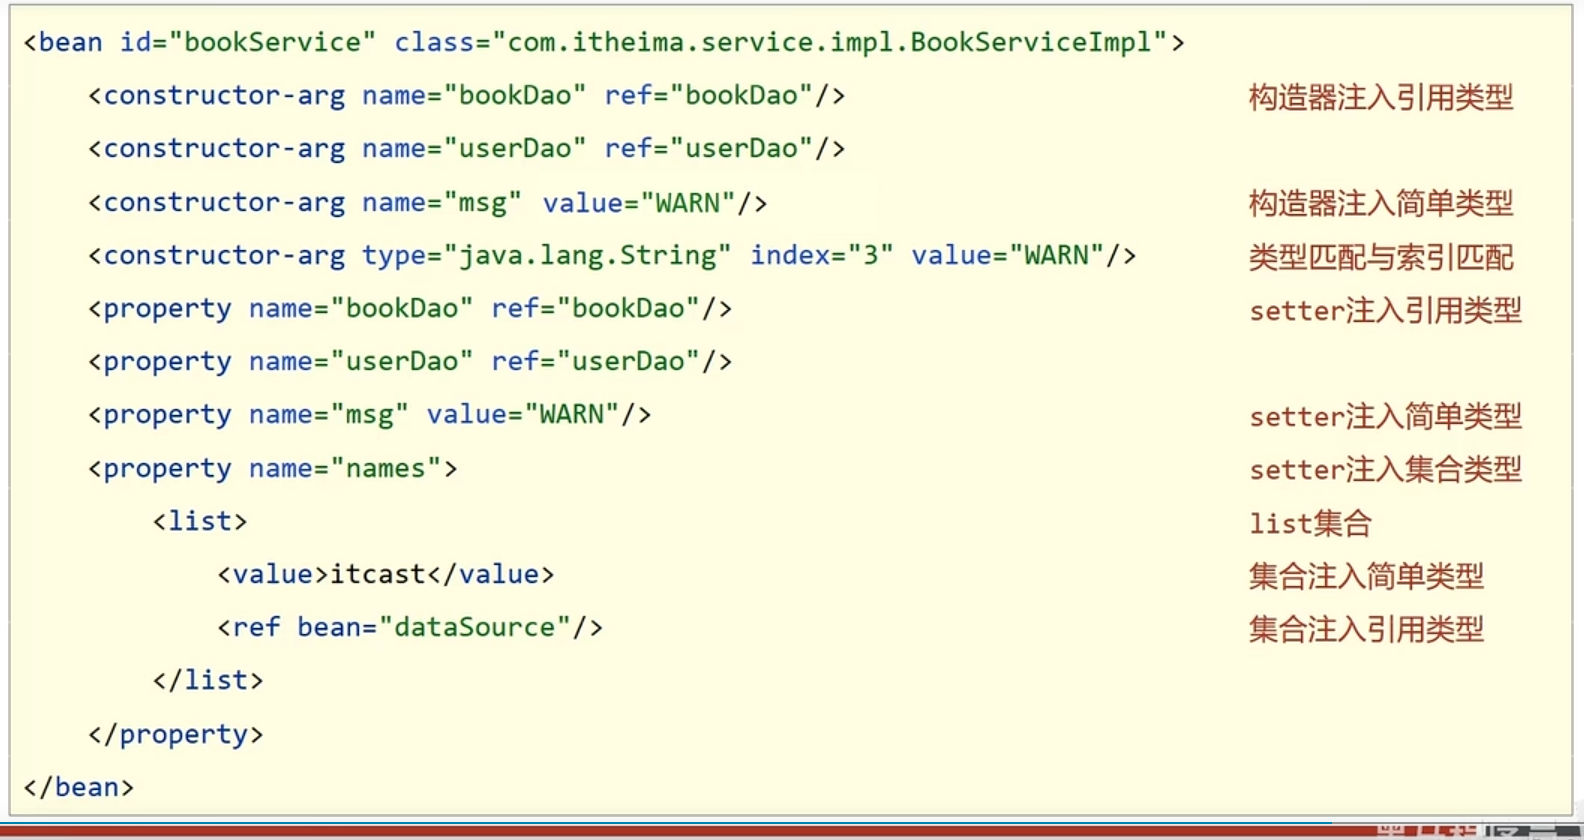 <bean id="bookService" class="com.itheima.service.impl.BookServiceImpl">
<constructor-arg name="bookDao" ref="bookDao"/> 构造器注入引用类型
<constructor-arg name="userDao" ref="userDao"/>
<constructor-arg name="msg" value="WARN"/> 构造器注入简单类型
<constructor-arg type="java.lang.String" index="3" value="WARN"/> 类型匹配与索引匹配
<property name="bookDao" ref="bookDao"/> setter注入引用类型
<property name="userDao" ref="userDao"/>
<property name="msg" value="WARN"/> setter注入简单类型
<property name="names"> setter注入集合类型
<list> list集合
<value>itcast</value> 集合注入简单类型
<ref bean="dataSource"/> 集合注入引用类型
</list>
</property>
</bean>